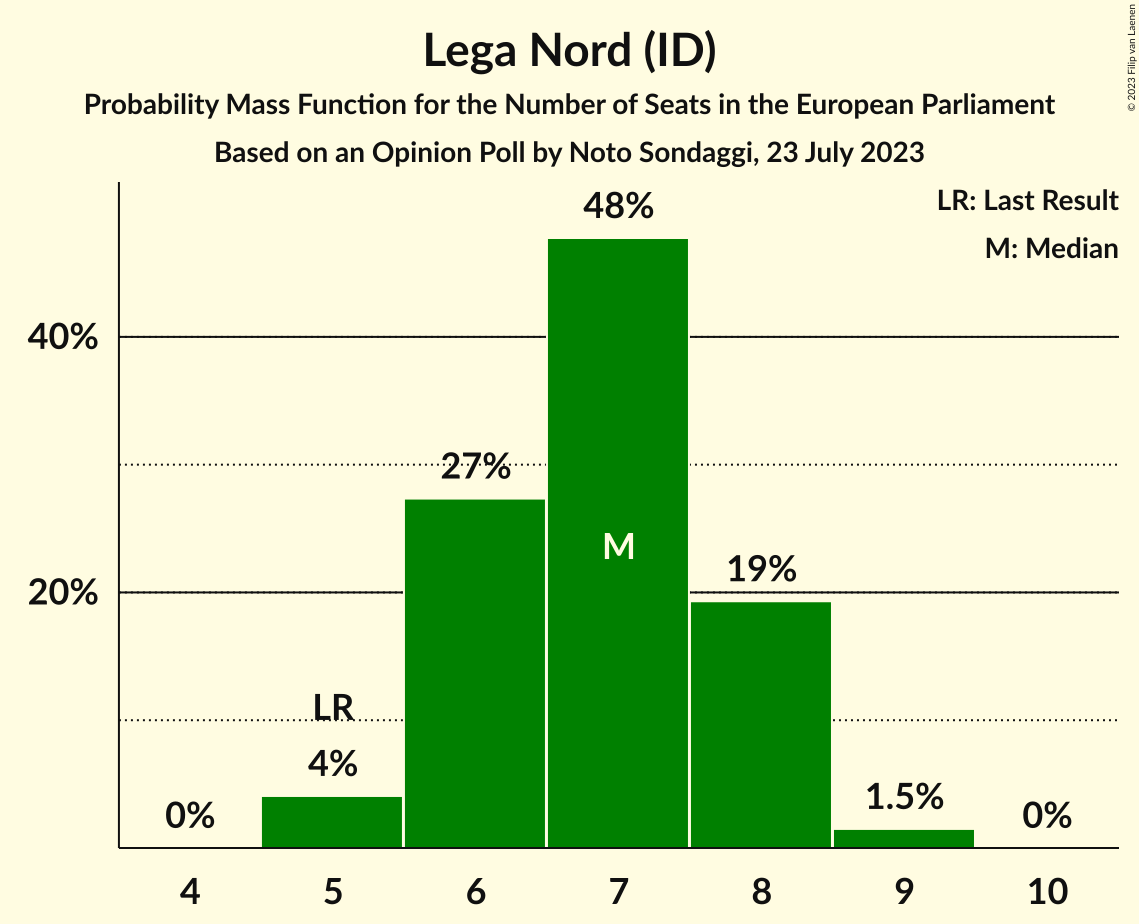 Lega Nord (ID)
Probability Mass Function for the Number of Seats in the European Parliament
Based on an Opinion Poll by Noto Sondaggi, 23 July 2023
© 2023 Filip van Laenen
LR: Last Result
M: Median
48%
40%
27%
M
20%
19%
LR
4%
0%
1.5%
0%
4 5 6 7 8 9 10